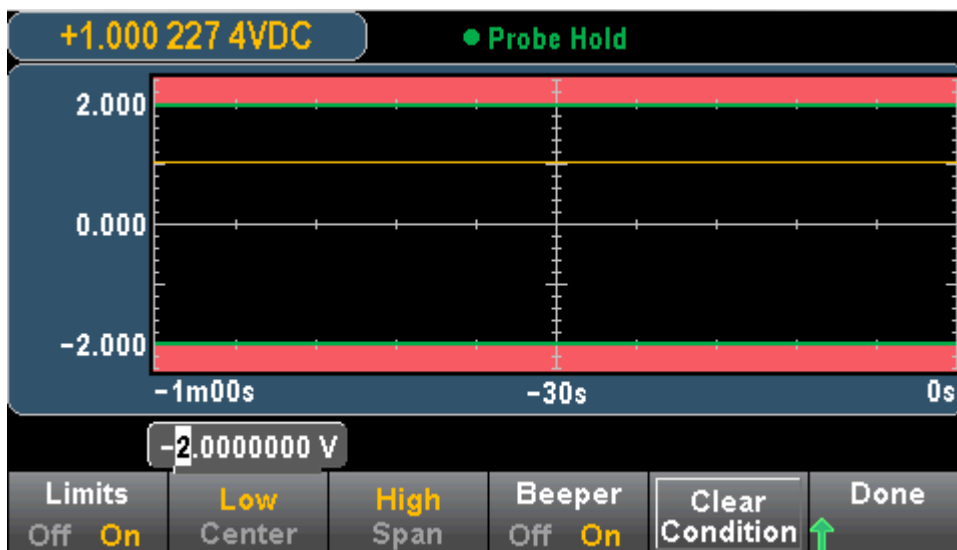 +1.000 227 4VDC
Probe Hold
2.000
0.000
-2.000
-1m00s -30s 0s
-2.0000000 V
Limits Low High Beeper Clear Done
Off On Center Span Off On Condition